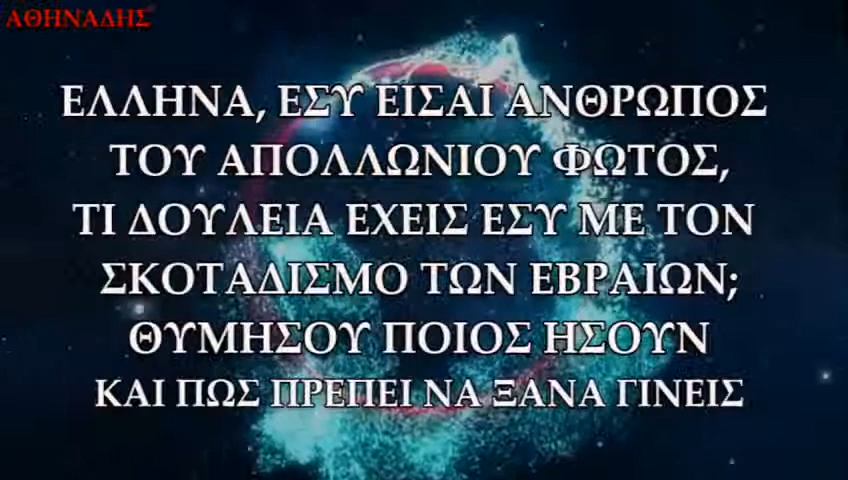 ΑΘΗΝΑΔΗΣ
ΕΛΛΗΝΑ, ΕΣΥ ΕΙΣΑΙ ΑΝΘΡΩΠΟΣ
ΤΟΥ ΑΠΟΛΛΩΝΙΟΥ ΦΩΤΟΣ,
ΤΙ ΔΟΥΛΕΙΑ ΕΧΕΙΣ ΕΣΥ ΜΕ ΤΟΝ
ΣΚΟΤΑΔΙΣΜΟ ΤΩΝ ΕΒΡΑΙΩΝ;
ΘΥΜΗΣΟΥ ΠΟΙΟΣ ΗΣΟΥΝ
ΚΑΙ ΠΩΣ ΠΡΕΠΕΙ ΝΑ ΞΑΝΑ ΓΙΝΕΙΣ